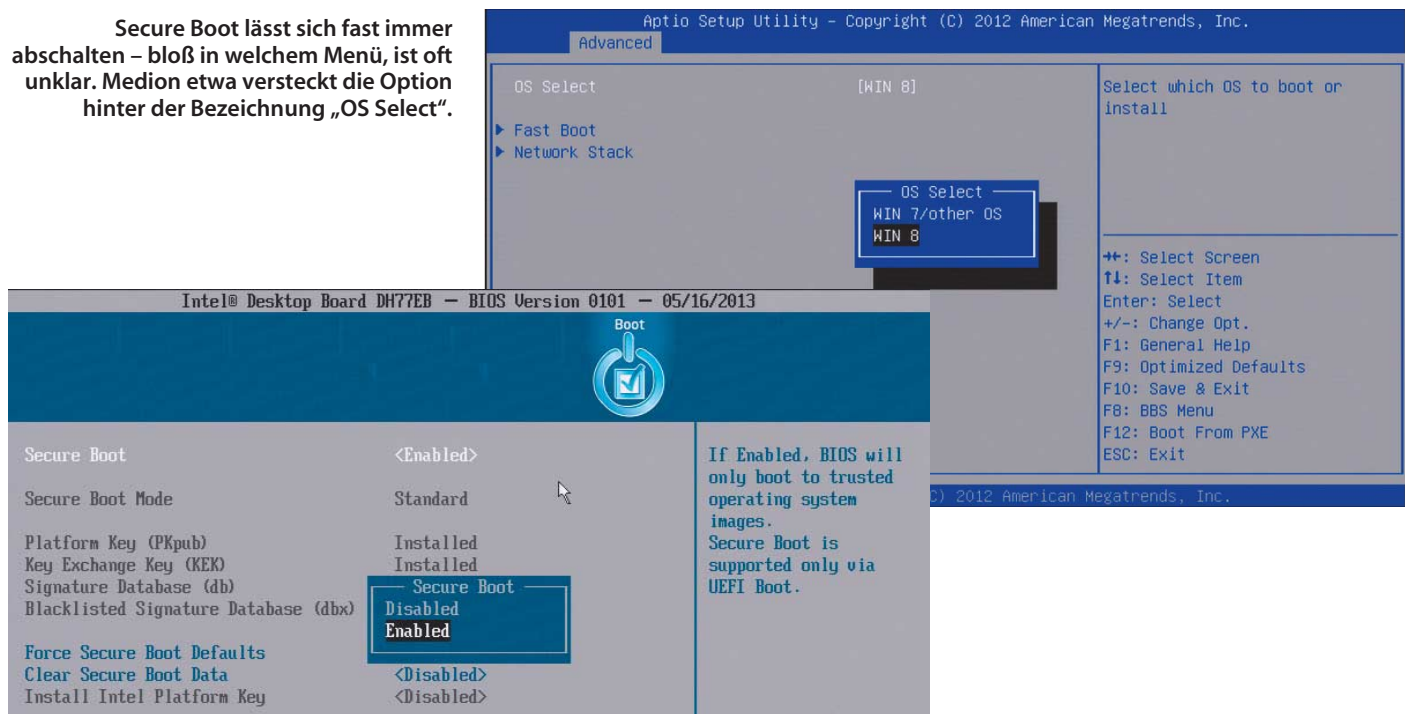 Secure Boot lässt sich fast immer
abschalten – bloß in welchem Menü, ist oft
unklar. Medion etwa versteckt die Option
hinter der Bezeichnung „OS Select“.
Aptio Setup Utility – Copyright (C) 2012 American Megatrends, Inc.
Advanced
OS Select [WIN 8]
Fast Boot
Network Stack
OS Select
WIN 7/other OS
WIN 8
Select which OS to boot or
install
→←: Select Screen
↑↓: Select Item
Enter: Select
+/-: Change Opt.
F1: General Help
F9: Optimized Defaults
F10: Save & Exit
F8: BBS Menu
F12: Boot From PXE
ESC: Exit
C) 2012 American Megatrends, Inc.
Intel® Desktop Board DH77EB – BIOS Version 0101 – 05/16/2013
Boot
Secure Boot <Enabled>
Secure Boot Mode Standard
Platform Key (PKpub) Installed
Key Exchange Key (KEK) Installed
Signature Database (db)
Blacklisted Signature Database (dbx)
Secure Boot
Disabled
Enabled
Force Secure Boot Defaults
Clear Secure Boot Data <Disabled>
Install Intel Platform Key <Disabled>
If Enabled, BIOS will
only boot to trusted
operating system
images.
Secure Boot is
supported only via
UEFI Boot.